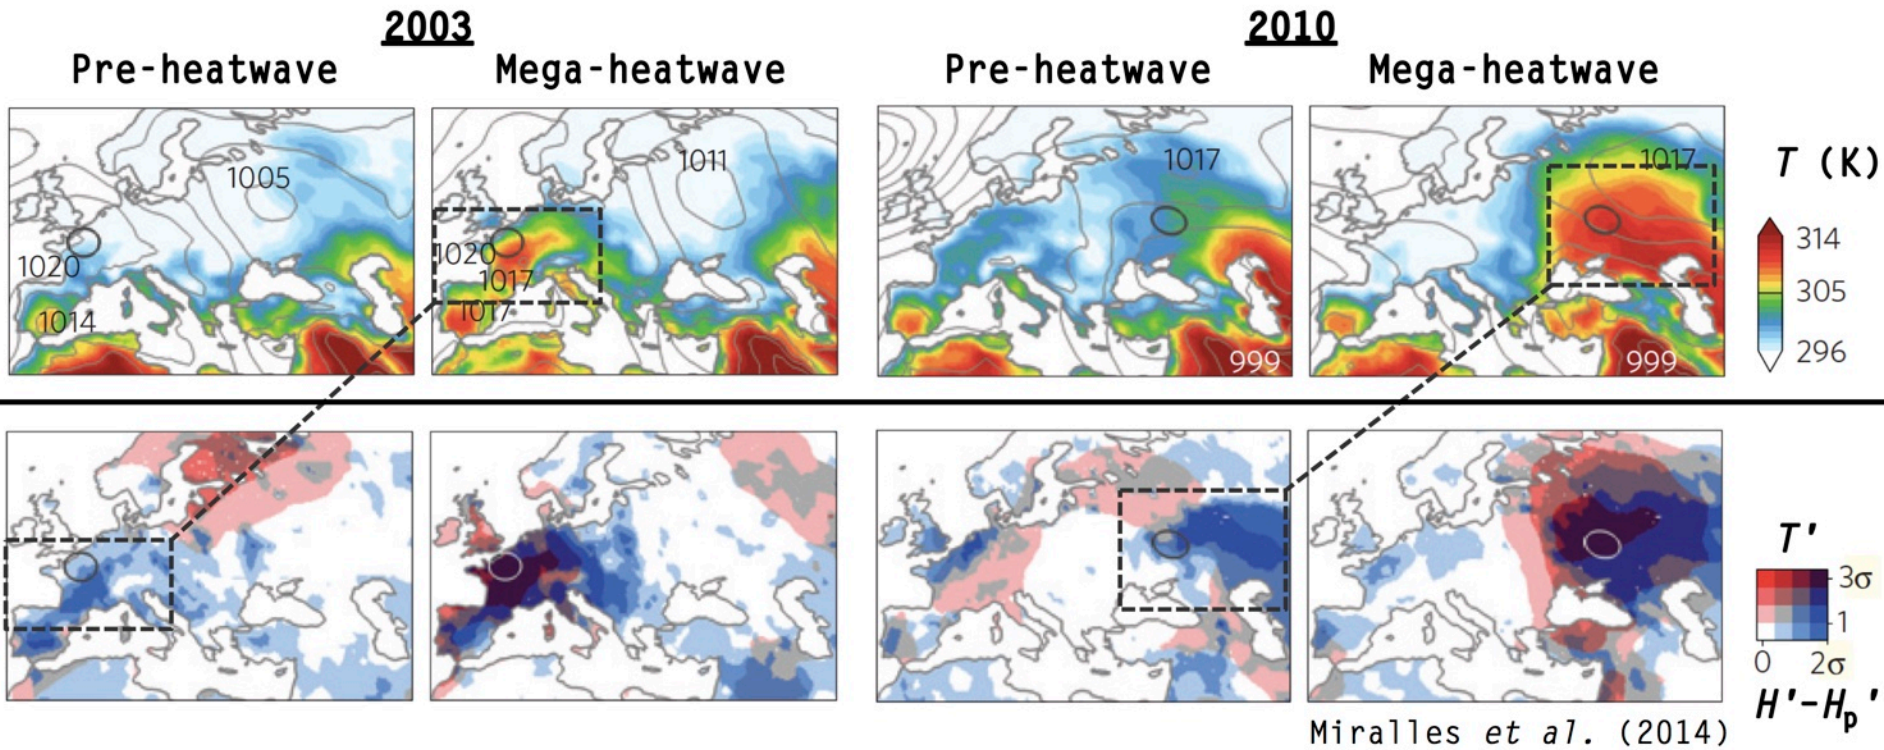 2003
2010
Pre-heatwave
Mega-heatwave
Pre-heatwave
Mega-heatwave
1005
1020
1014
1011
1020
1017
1017
1017
999
1017
999
T (K)
314
305
296
T'
3σ
1
0 2σ
H'-Hp'
Miralles et al. (2014)